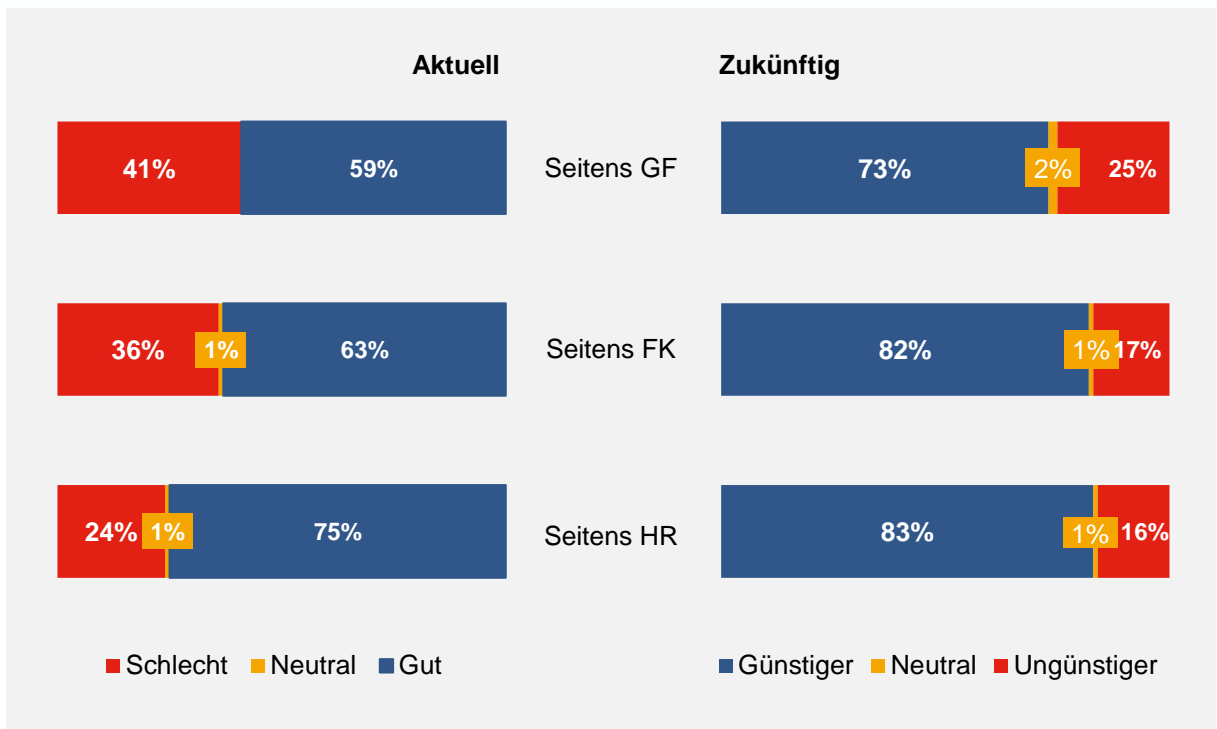 Aktuell Zukünftig
41% 59% Seitens GF 73% 2% 25%
36% 1% 63% Seitens FK 82% 1% 17%
24% 1% 75% Seitens HR 83% 1% 16%
Schlecht Neutral Gut Günstiger Neutral Ungünstiger